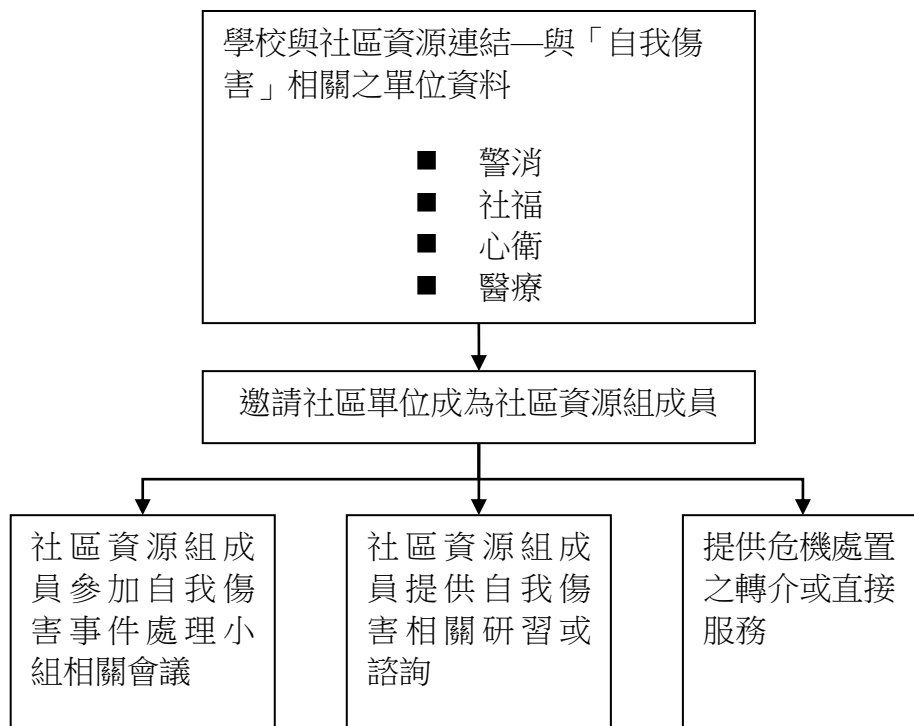 學校與社區資源連結—與「自我傷
害」相關之單位資料
■ 警消
■ 社福
■ 心衛
■ 醫療
邀請社區單位成為社區資源組成員
社區資源組成
員參加自我傷
害事件處理小
組相關會議
社區資源組成
員提供自我傷
害相關研習或
諮詢
提供危機處置
之轉介或直接
服務